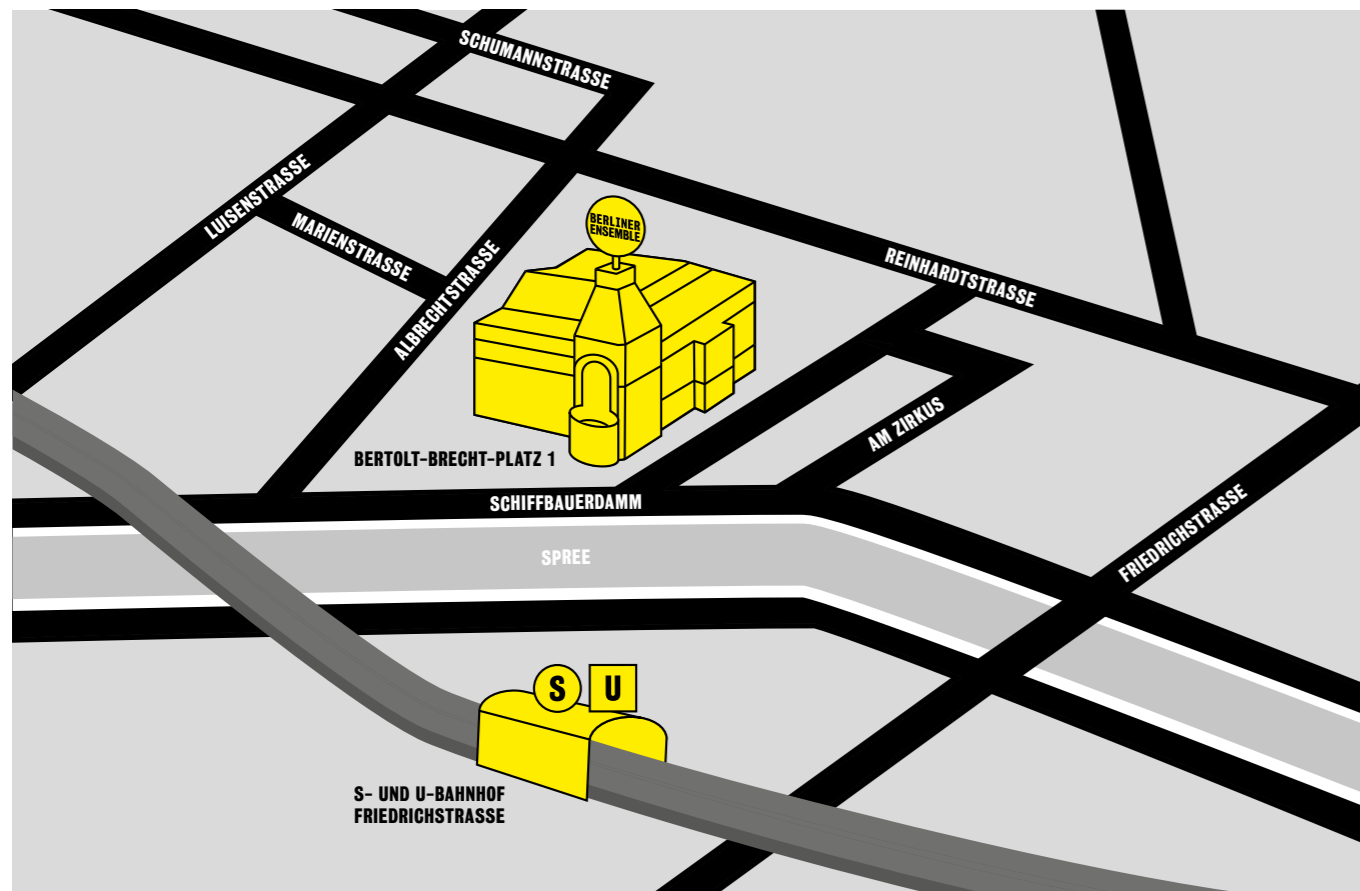 SCHUMANNSTRASSE
LUISENSTRASSE
MARIENSTRASSE
ALBRECHTSTRASSE
BERLINER
ENSEMBLE
REINHARDTSTRASSE
AM ZIRKUS
BERTOLT-BRECHT-PLATZ 1
SCHIFFBAUERDAMM
FRIEDRICHSTRASSE
SPREE
S U
S- UND U-BAHNHOF
FRIEDRICHSTRASSE